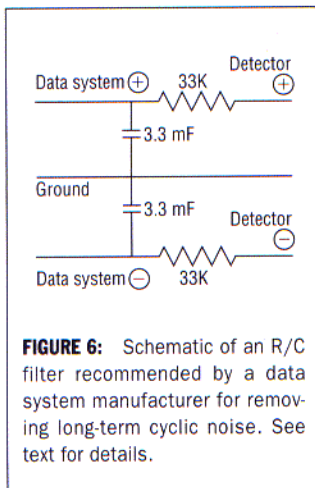 Data system ⊕ 33K Detector ⊕
3.3 mF
Ground
3.3 mF
Detector ⊖
Data system ⊖ 33K
FIGURE 6: Schematic of an R/C
filter recommended by a data
system manufacturer for remov-
ing long-term cyclic noise. See
text for details.